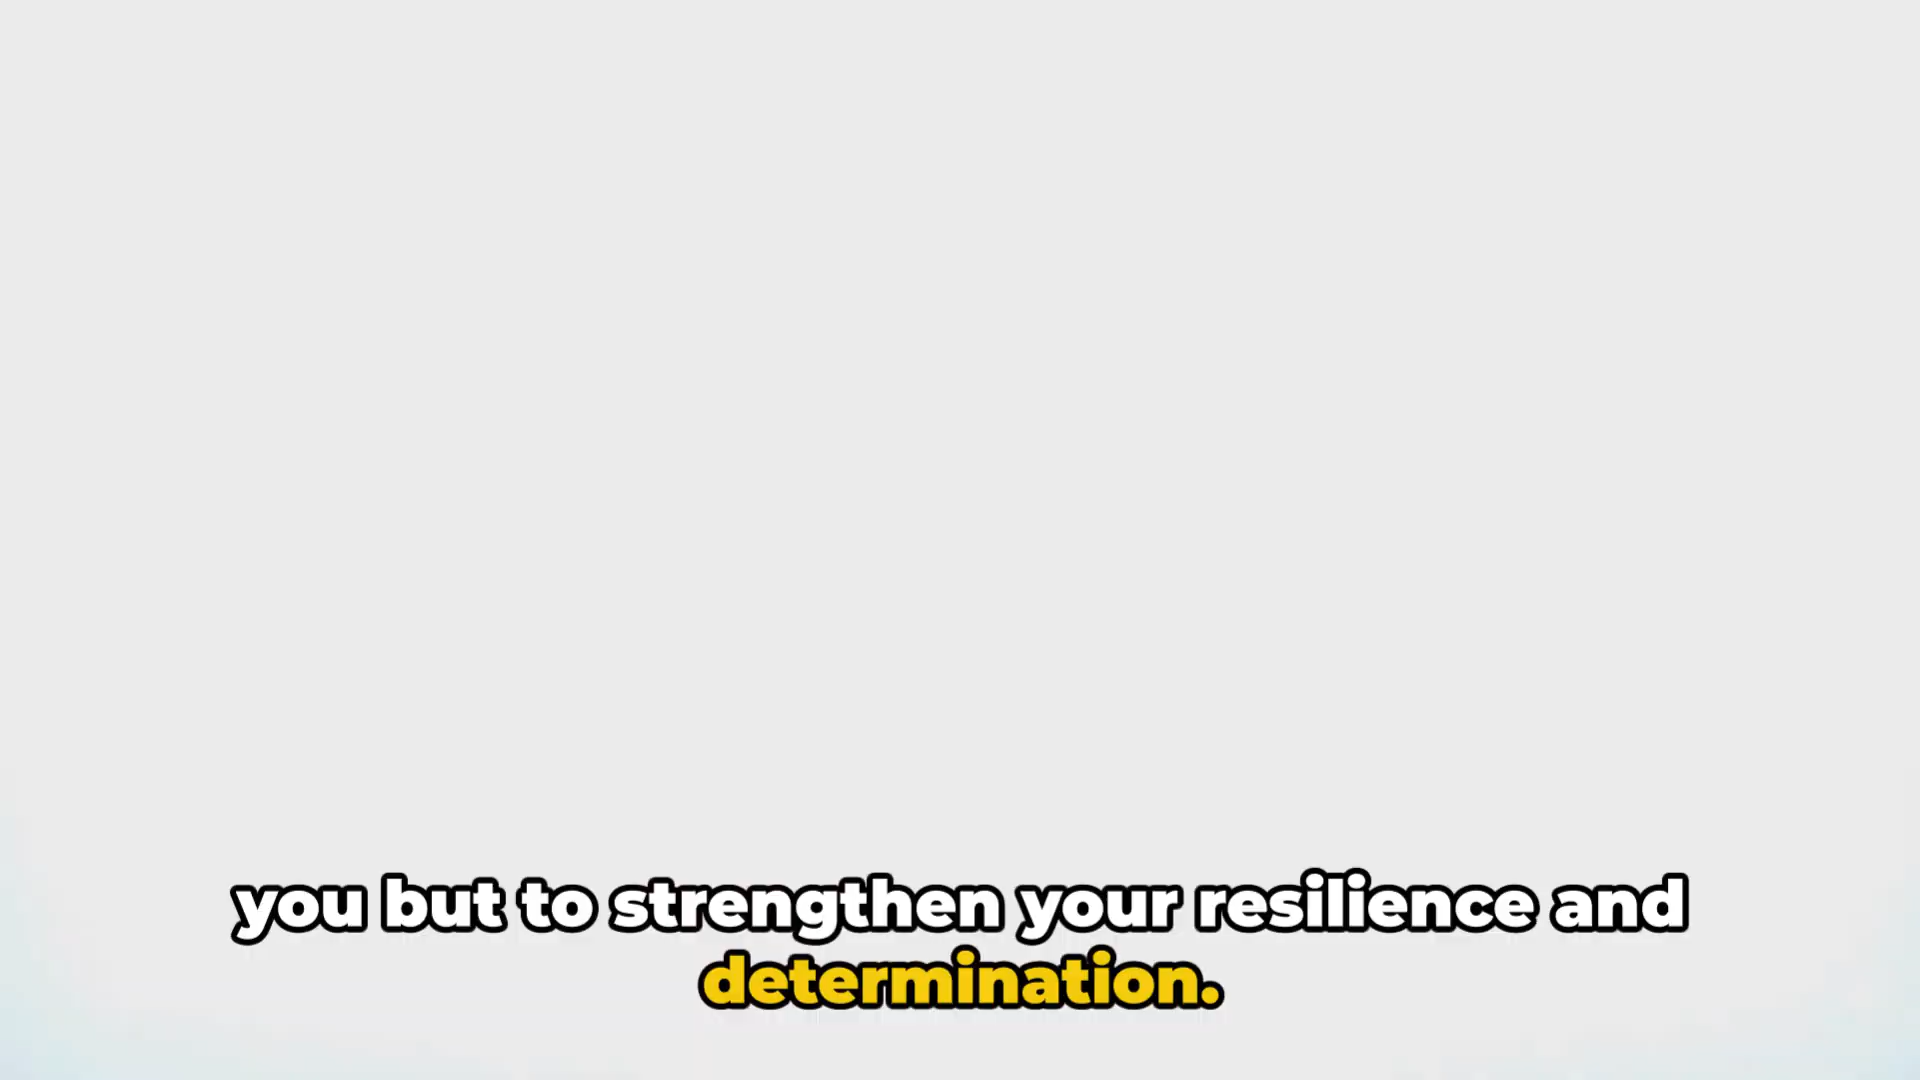 you but to strengthen your resilience and
determination.